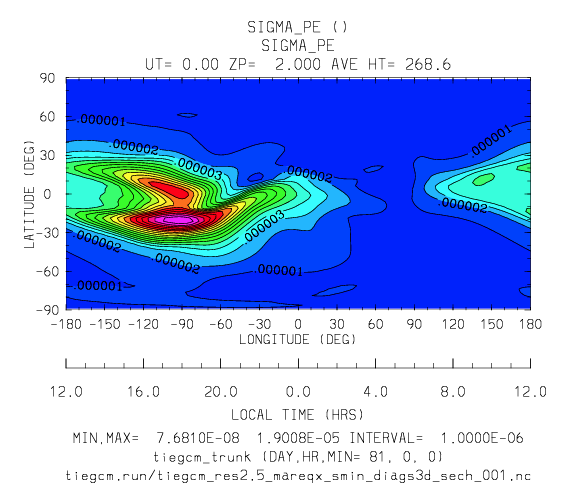 SIGMA_PE ()
SIGMA_PE
UT= 0.00 ZP= 2.000 AVE HT= 268.6
90
60
30
0
-30
-60
-90
LATITUDE (DEG)
.000001
.000002
.000003
.000002
.000001
.000002
.000002
.000003
.000002
.000001
.000001
-180 -150 -120 -90 -60 -30 0 30 60 90 120 150 180
LONGITUDE (DEG)
12.0 16.0 20.0 0.0 4.0 8.0 12.0
LOCAL TIME (HRS)
MIN,MAX= 7.6810E-08 1.9008E-05 INTERVAL= 1.0000E-06
tiegcm_trunk (DAY,HR,MIN= 81, 0, 0)
tiegcm.run/tiegcm_res2.5_mareqx_smin_diags3d_sech_001.nc